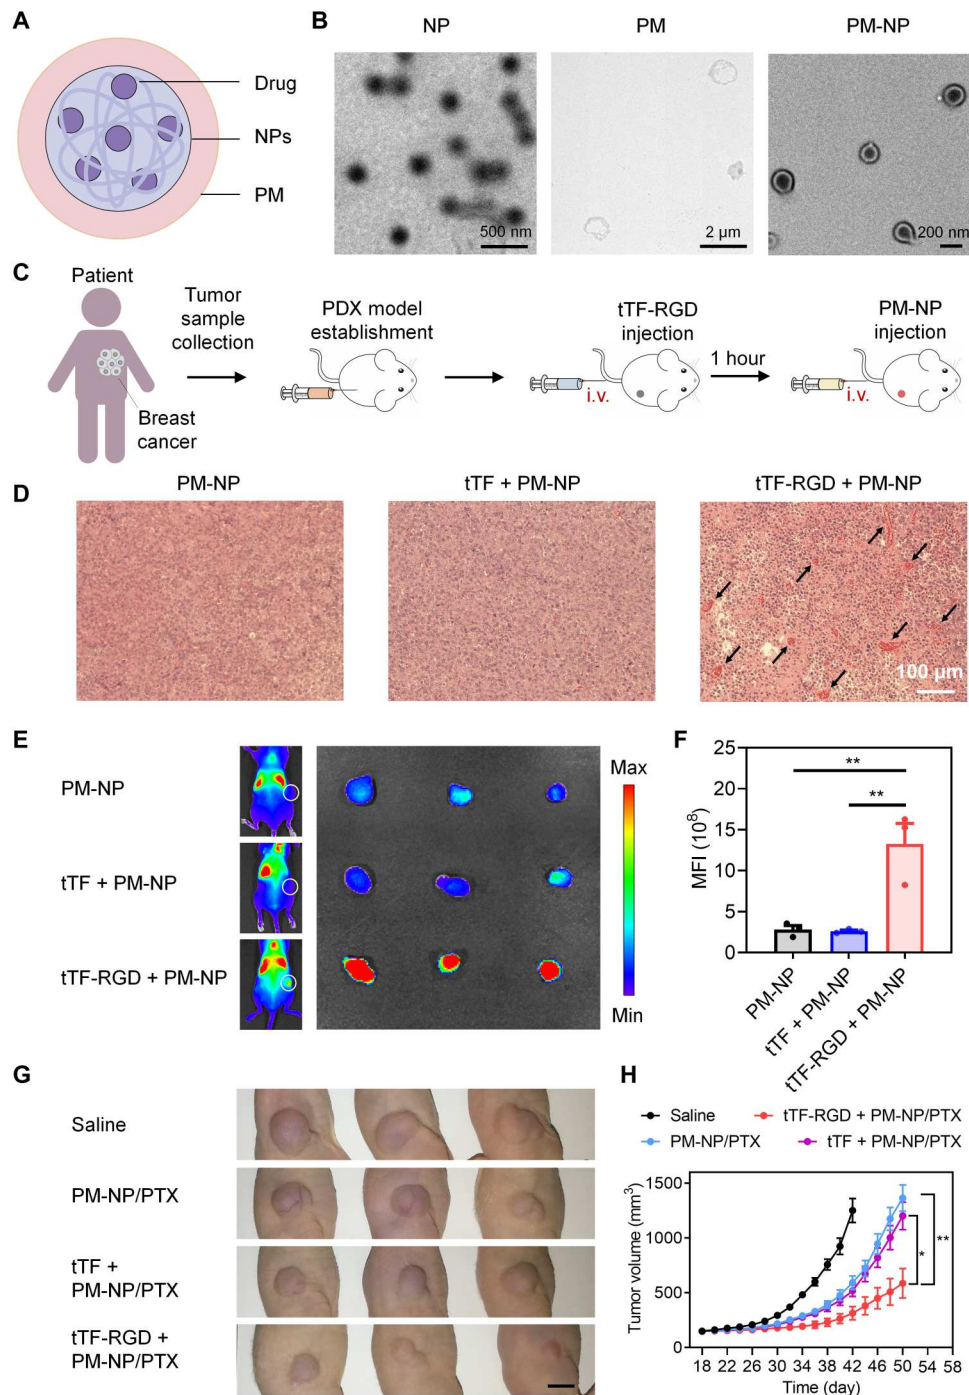 A
Drug
NPs
PM
B
NP
PM
PM-NP
500 nm
2 μm
200 nm
C
Patient
Breast
cancer
Tumor
sample
collection
PDX model
establishment
tTF-RGD
injection
i.v.
1 hour
PM-NP
injection
i.v.
D
PM-NP
tTF + PM-NP
tTF-RGD + PM-NP
100 μm
E
PM-NP
tTF + PM-NP
tTF-RGD + PM-NP
Max
Min
F
MFI (10⁸)
25
20
15
10
5
0
**
**
PM-NP
tTF + PM-NP
tTF-RGD + PM-NP
G
Saline
PM-NP/PTX
tTF +
PM-NP/PTX
tTF-RGD +
PM-NP/PTX
H
Saline
tTF-RGD + PM-NP/PTX
PM-NP/PTX
tTF + PM-NP/PTX
Tumor volume (mm³)
1500
1000
500
0
*
**
18 22 26 30 34 38 42 46 50 54 58
Time (day)